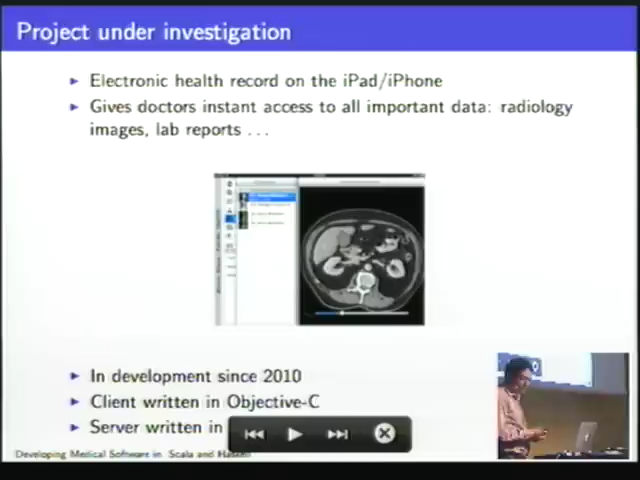 Project under investigation
Electronic health record on the iPad/iPhone
Gives doctors instant access to all important data: radiology
images, lab reports ...
In development since 2010
Client written in Objective-C
Server written in
Developing Medical Software in Scala and